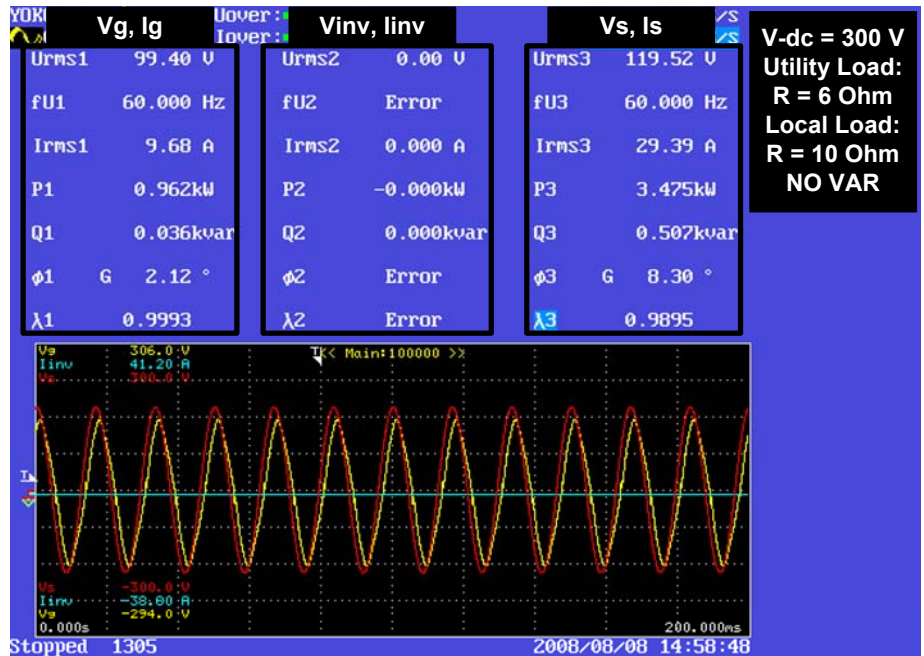 Uover:
Iover:
Vg, Ig
Vinv, Iinv
Vs, Is
/S
/S
V-dc = 300 V
Utility Load:
R = 6 Ohm
Local Load:
R = 10 Ohm
NO VAR
Urms1 99.40 V
Urms2 0.00 V
Urms3 119.52 V
fU1 60.000 Hz
fU2 Error
fU3 60.000 Hz
Irms1 9.68 A
Irms2 0.000 A
Irms3 29.39 A
P1 0.962kW
P2 -0.000kW
P3 3.475kW
Q1 0.036kvar
Q2 0.000kvar
Q3 0.507kvar
φ1 G 2.12 °
φ2 Error
φ3 G 8.30 °
λ1 0.9993
λ2 Error
λ3 0.9895
Vg : 306.0 V
Iinv : 41.20 A
Vs 300.0 V
<< Main:100000 >>
T
Vs -300.0 V
Iinv -38.80 A
Vg -294.0 V
0.000s 200.000ms
Stopped 1305 2008/08/08 14:58:48